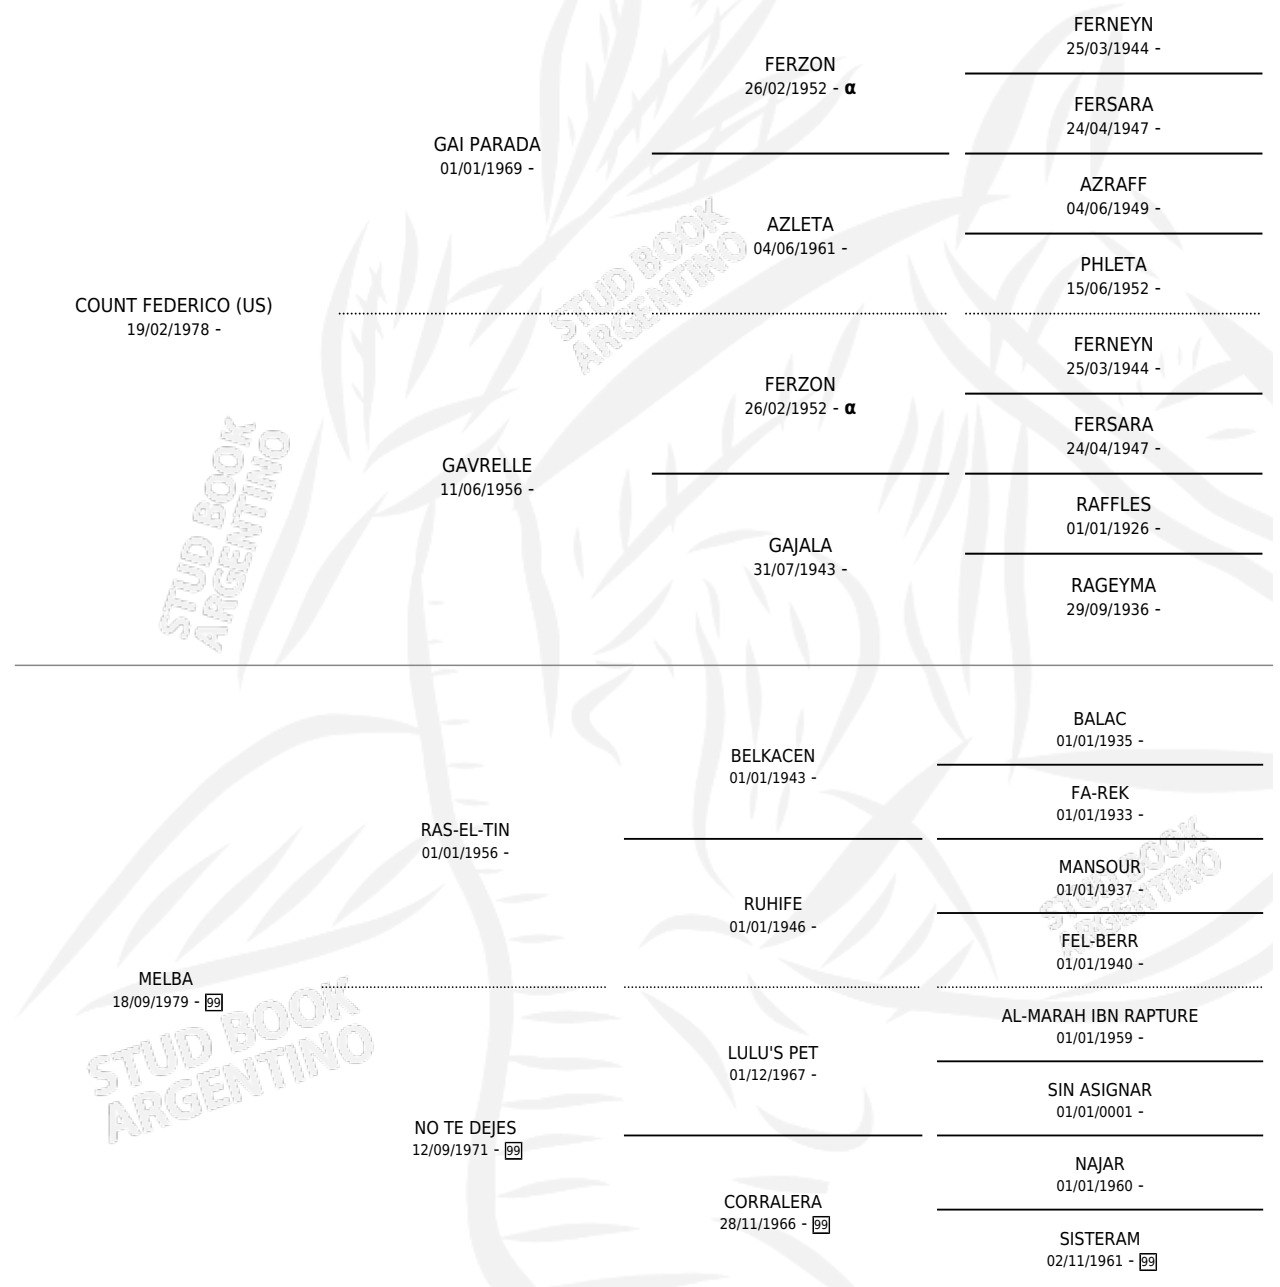 FERNEYN
25/03/1944 -
FERZON
26/02/1952 - α
FERSARA
24/04/1947 -
GAI PARADA
01/01/1969 -
AZRAFF
04/06/1949 -
AZLETA
04/06/1961 -
PHLETA
15/06/1952 -
COUNT FEDERICO (US)
19/02/1978 -
FERNEYN
25/03/1944 -
FERZON
26/02/1952 - α
FERSARA
24/04/1947 -
GAVRELLE
11/06/1956 -
RAFFLES
01/01/1926 -
GAJALA
31/07/1943 -
RAGEYMA
29/09/1936 -
BALAC
01/01/1935 -
BELKACEN
01/01/1943 -
FA-REK
01/01/1933 -
RAS-EL-TIN
01/01/1956 -
MANSOUR
01/01/1937 -
RUHIFE
01/01/1946 -
FEL-BERR
01/01/1940 -
MELBA
18/09/1979 - 99
AL-MARAH IBN RAPTURE
01/01/1959 -
LULU'S PET
01/12/1967 -
SIN ASIGNAR
01/01/0001 -
NO TE DEJES
12/09/1971 - 99
NAJAR
01/01/1960 -
CORRALERA
28/11/1966 - 99
SISTERAM
02/11/1961 - 99
STUD BOOK
ARGENTINO
STUD BOOK
ARGENTINO
STUD BOOK
ARGENTINO
STUD BOOK
ARGENTINO